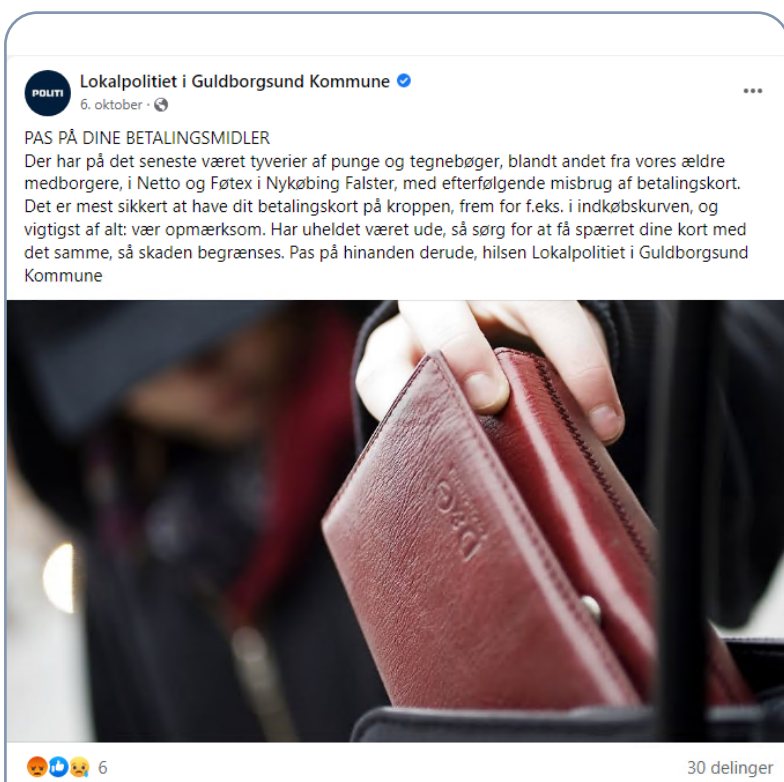 Lokalpolitiet i Guldborgsund Kommune
POLITI
6. oktober ·
PAS PÅ DINE BETALINGSMIDLER
Der har på det seneste været tyverier af punge og tegnebøger, blandt andet fra vores ældre
medborgere, i Netto og Føtex i Nykøbing Falster, med efterfølgende misbrug af betalingskort.
Det er mest sikkert at have dit betalingskort på kroppen, frem for f.eks. i indkøbskurven, og
vigtigst af alt: vær opmærksom. Har uheldet været ude, så sørg for at få spærret dine kort med
det samme, så skaden begrænses. Pas på hinanden derude, hilsen Lokalpolitiet i Guldborgsund
Kommune
D&G
6
30 delinger